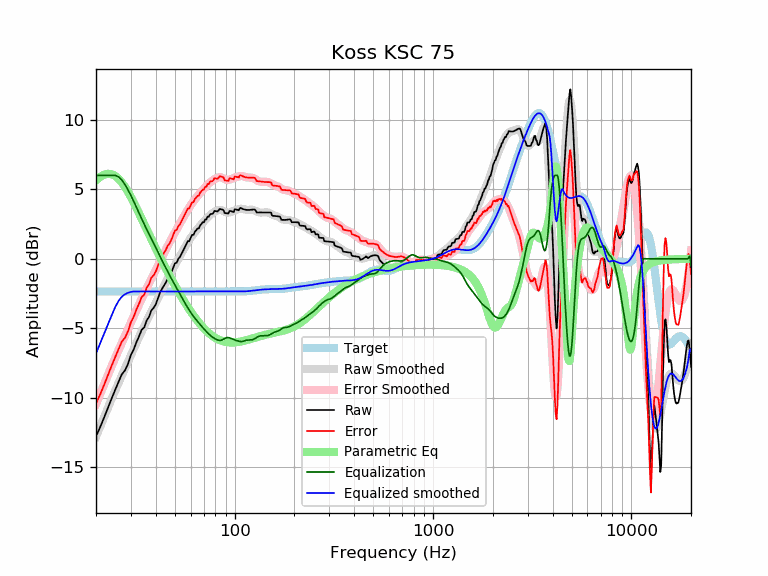 Koss KSC 75
Amplitude (dBr)
10
5
0
−5
−10
−15
Target
Raw Smoothed
Error Smoothed
Raw
Error
Parametric Eq
Equalization
Equalized smoothed
100
1000
10000
Frequency (Hz)